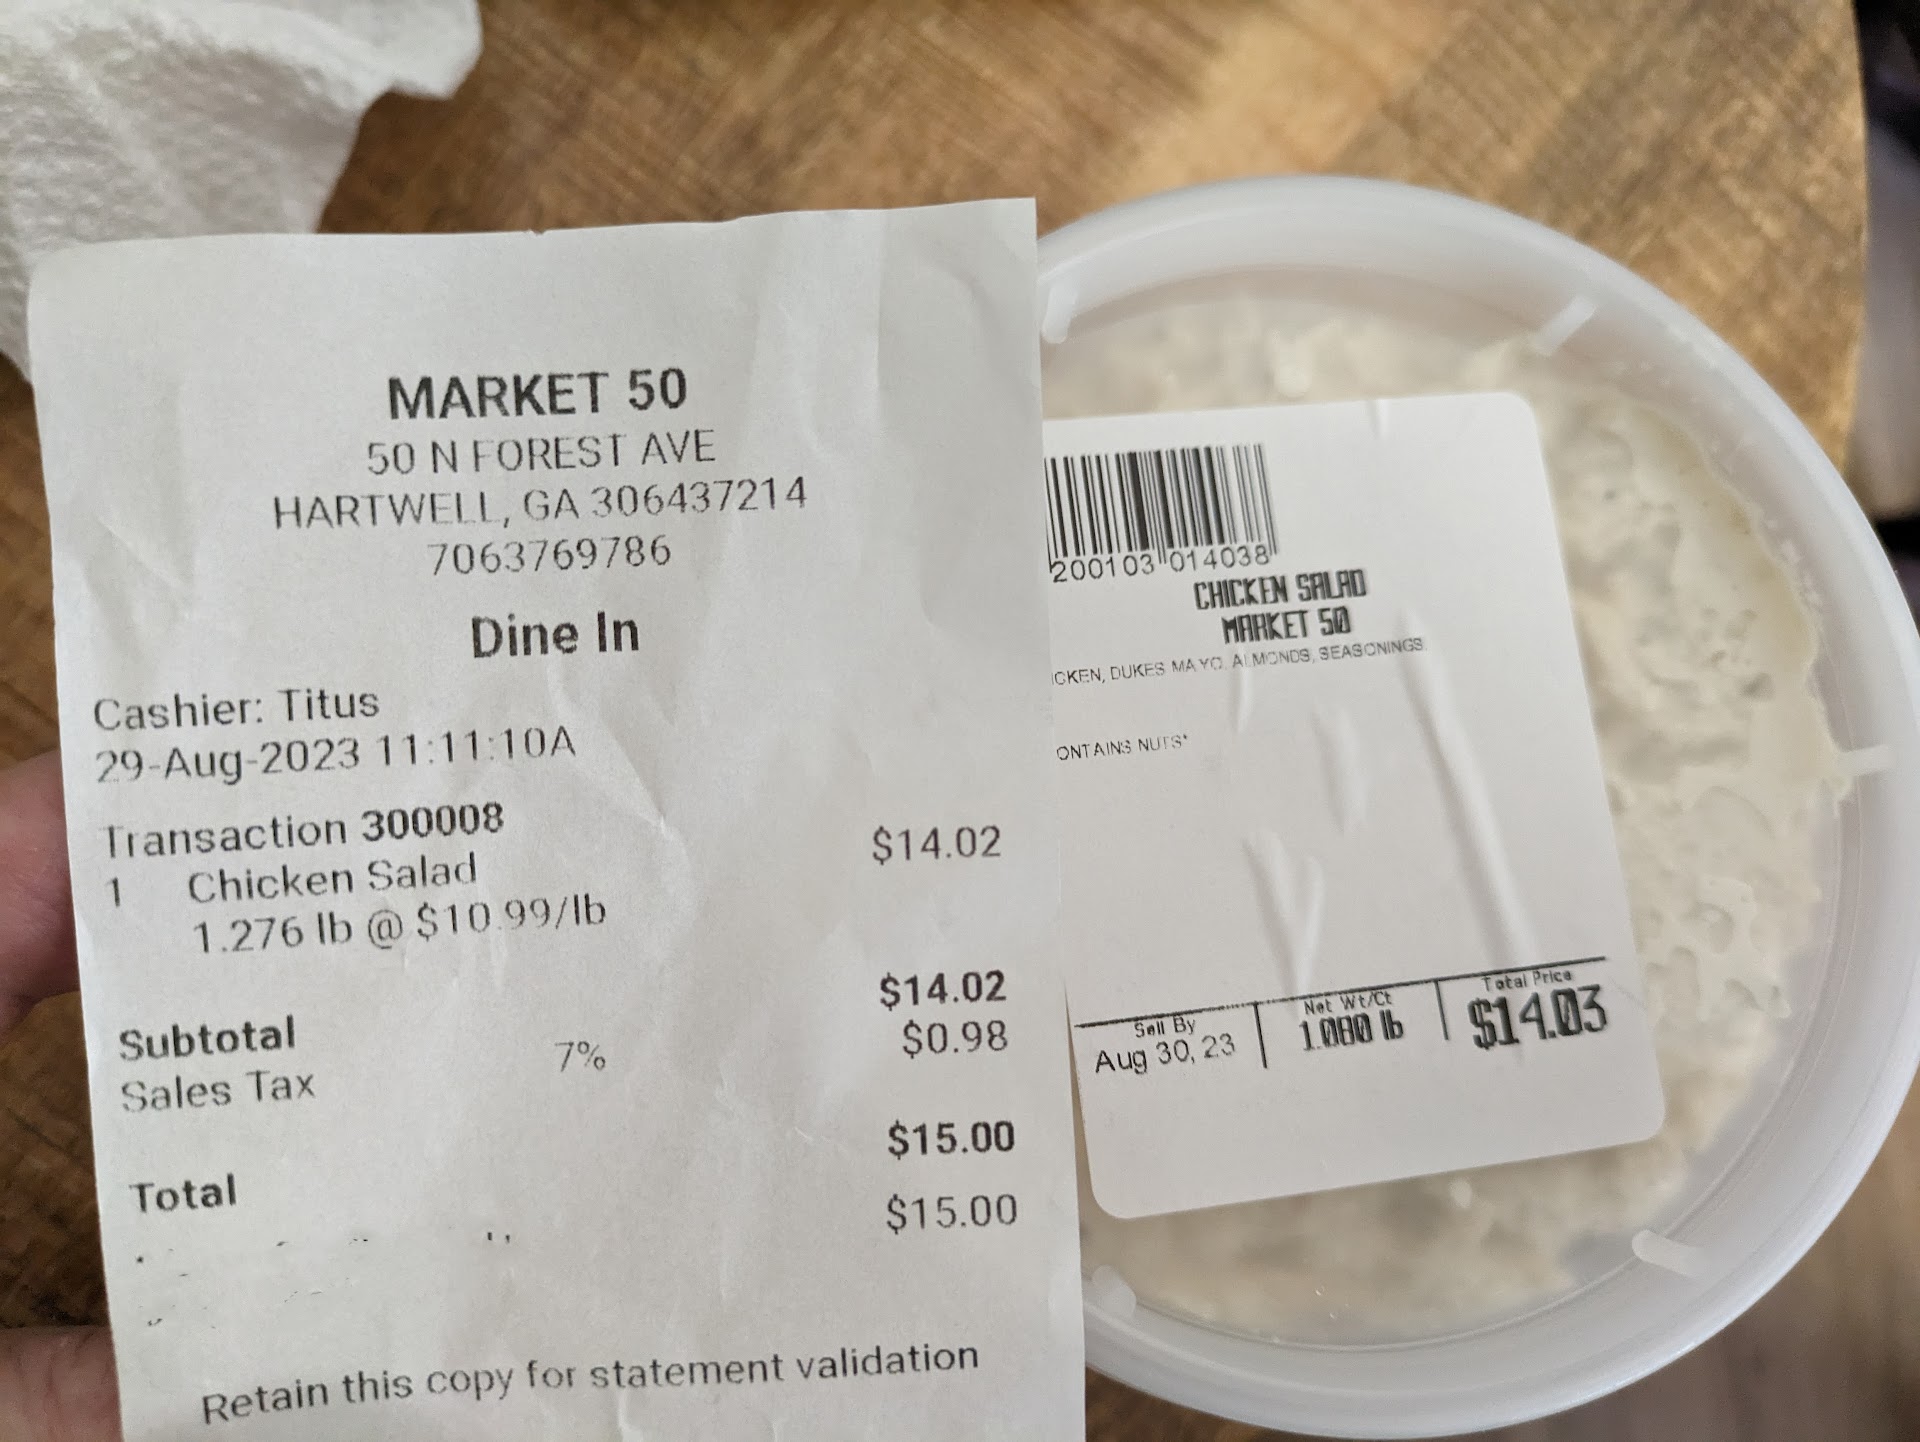 MARKET 50
50 N FOREST AVE
HARTWELL, GA 306437214
7063769786
Dine In
Cashier: Titus
29-Aug-2023 11:11:10A
Transaction 300008
1 Chicken Salad $14.02
1.276 lb @ $10.99/lb
Subtotal $14.02
Sales Tax 7% $0.98
Total $15.00
$15.00
Retain this copy for statement validation
200103 014038
CHICKEN SALAD
MARKET 50
ICKEN, DUKES MAYO, ALMONDS, SEASONINGS.
ONTAINS NUTS*
Sell By Net Wt/Ct Total Price
Aug 30, 23 1.080 lb $14.03